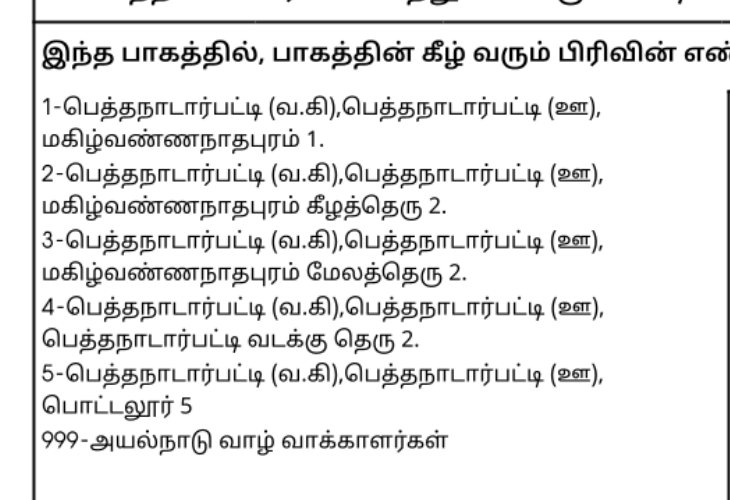 இந்த பாகத்தில், பாகத்தின் கீழ் வரும் பிரிவின் எண்
1-பெத்தநாடார்பட்டி (வ.கி),பெத்தநாடார்பட்டி (ஊ),
மகிழ்வண்ணநாதபுரம் 1.
2-பெத்தநாடார்பட்டி (வ.கி),பெத்தநாடார்பட்டி (ஊ),
மகிழ்வண்ணநாதபுரம் கீழத்தெரு 2.
3-பெத்தநாடார்பட்டி (வ.கி),பெத்தநாடார்பட்டி (ஊ),
மகிழ்வண்ணநாதபுரம் மேலத்தெரு 2.
4-பெத்தநாடார்பட்டி (வ.கி),பெத்தநாடார்பட்டி (ஊ),
பெத்தநாடார்பட்டி வடக்கு தெரு 2.
5-பெத்தநாடார்பட்டி (வ.கி),பெத்தநாடார்பட்டி (ஊ),
பொட்டலூர் 5
999-அயல்நாடு வாழ் வாக்காளர்கள்